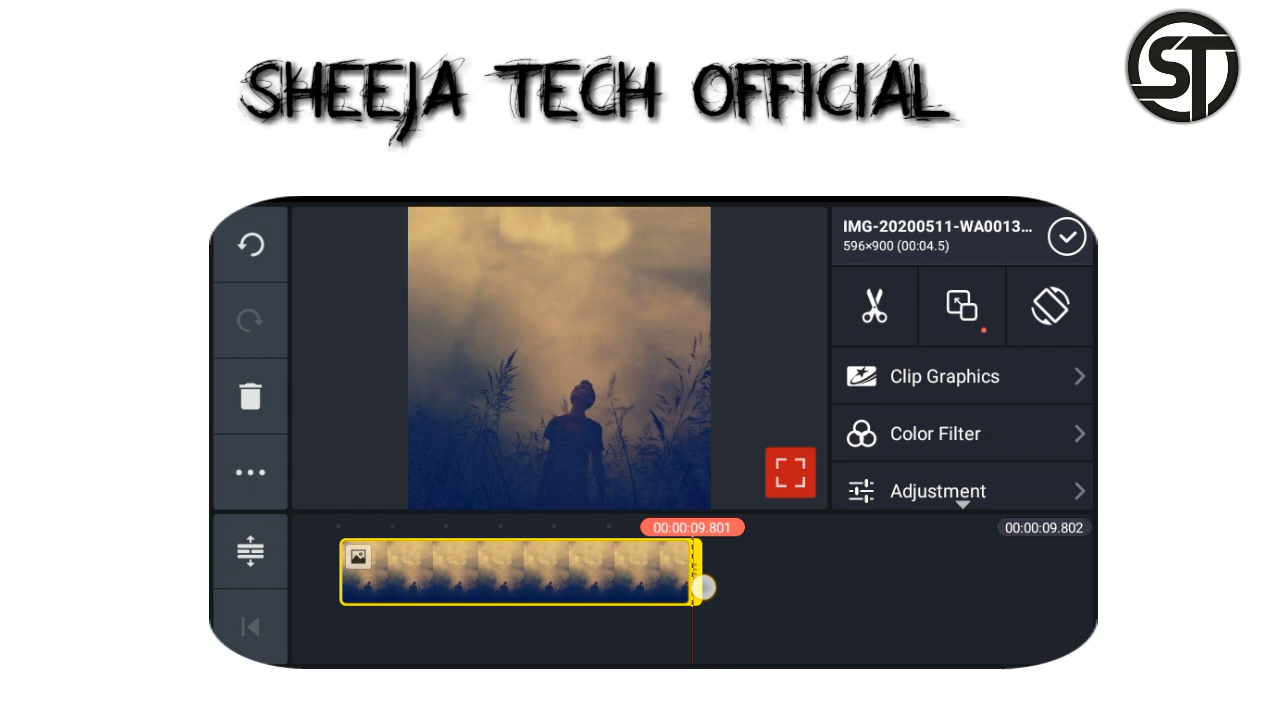 SHEEJA TECH OFFICIAL
ST
IMG-20200511-WA0013...
596×900 (00:04.5)
Clip Graphics
Color Filter
Adjustment
00:00:09.801
00:00:09.802